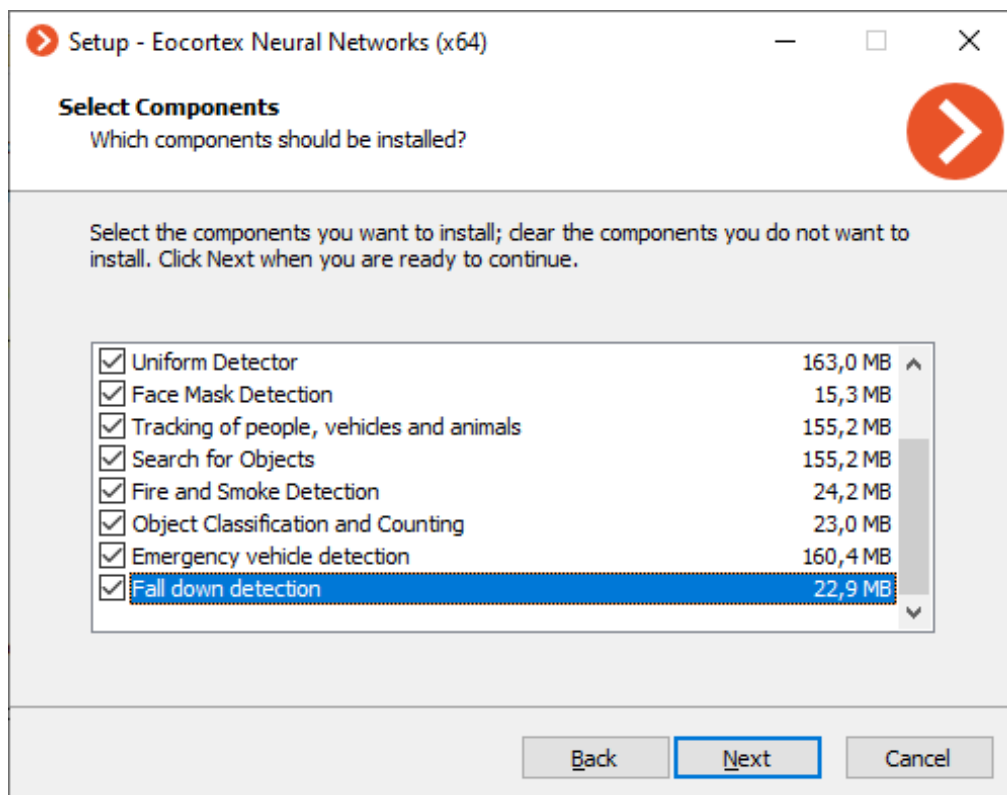 Setup - Eocortex Neural Networks (x64)
Select Components
Which components should be installed?
Select the components you want to install; clear the components you do not want to
install. Click Next when you are ready to continue.
Uniform Detector 163,0 MB
Face Mask Detection 15,3 MB
Tracking of people, vehicles and animals 155,2 MB
Search for Objects 155,2 MB
Fire and Smoke Detection 24,2 MB
Object Classification and Counting 23,0 MB
Emergency vehicle detection 160,4 MB
Fall down detection 22,9 MB
Back Next Cancel